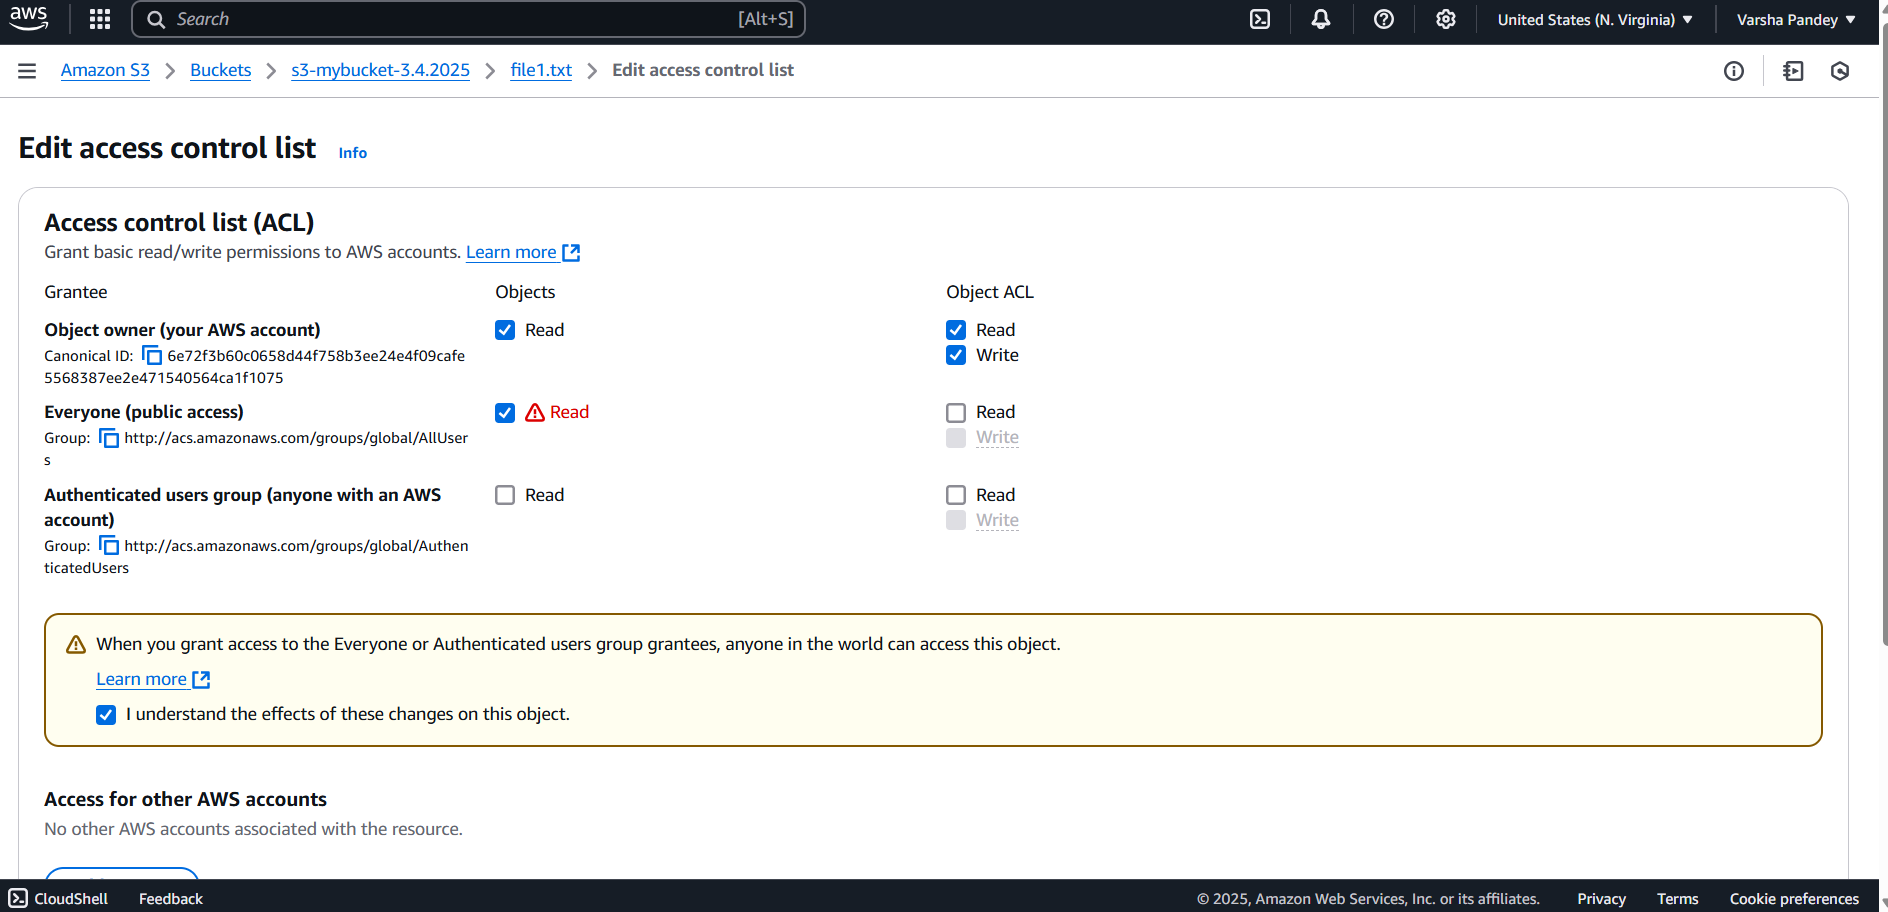 aws Search [Alt+S] United States (N. Virginia) Varsha Pandey
Amazon S3 Buckets s3-mybucket-3.4.2025 file1.txt Edit access control list
Edit access control list Info
Access control list (ACL)
Grant basic read/write permissions to AWS accounts. Learn more
Grantee Objects Object ACL
Object owner (your AWS account) Read Read
Canonical ID: 6e72f3b60c0658d44f758b3ee24e4f09cafe Write
5568387ee2e471540564ca1f1075
Everyone (public access) Read Read
Group: http://acs.amazonaws.com/groups/global/AllUser Write
s
Authenticated users group (anyone with an AWS Read Read
account) Write
Group: http://acs.amazonaws.com/groups/global/Authen
ticatedUsers
When you grant access to the Everyone or Authenticated users group grantees, anyone in the world can access this object.
Learn more
I understand the effects of these changes on this object.
Access for other AWS accounts
No other AWS accounts associated with the resource.
CloudShell Feedback © 2025, Amazon Web Services, Inc. or its affiliates. Privacy Terms Cookie preferences